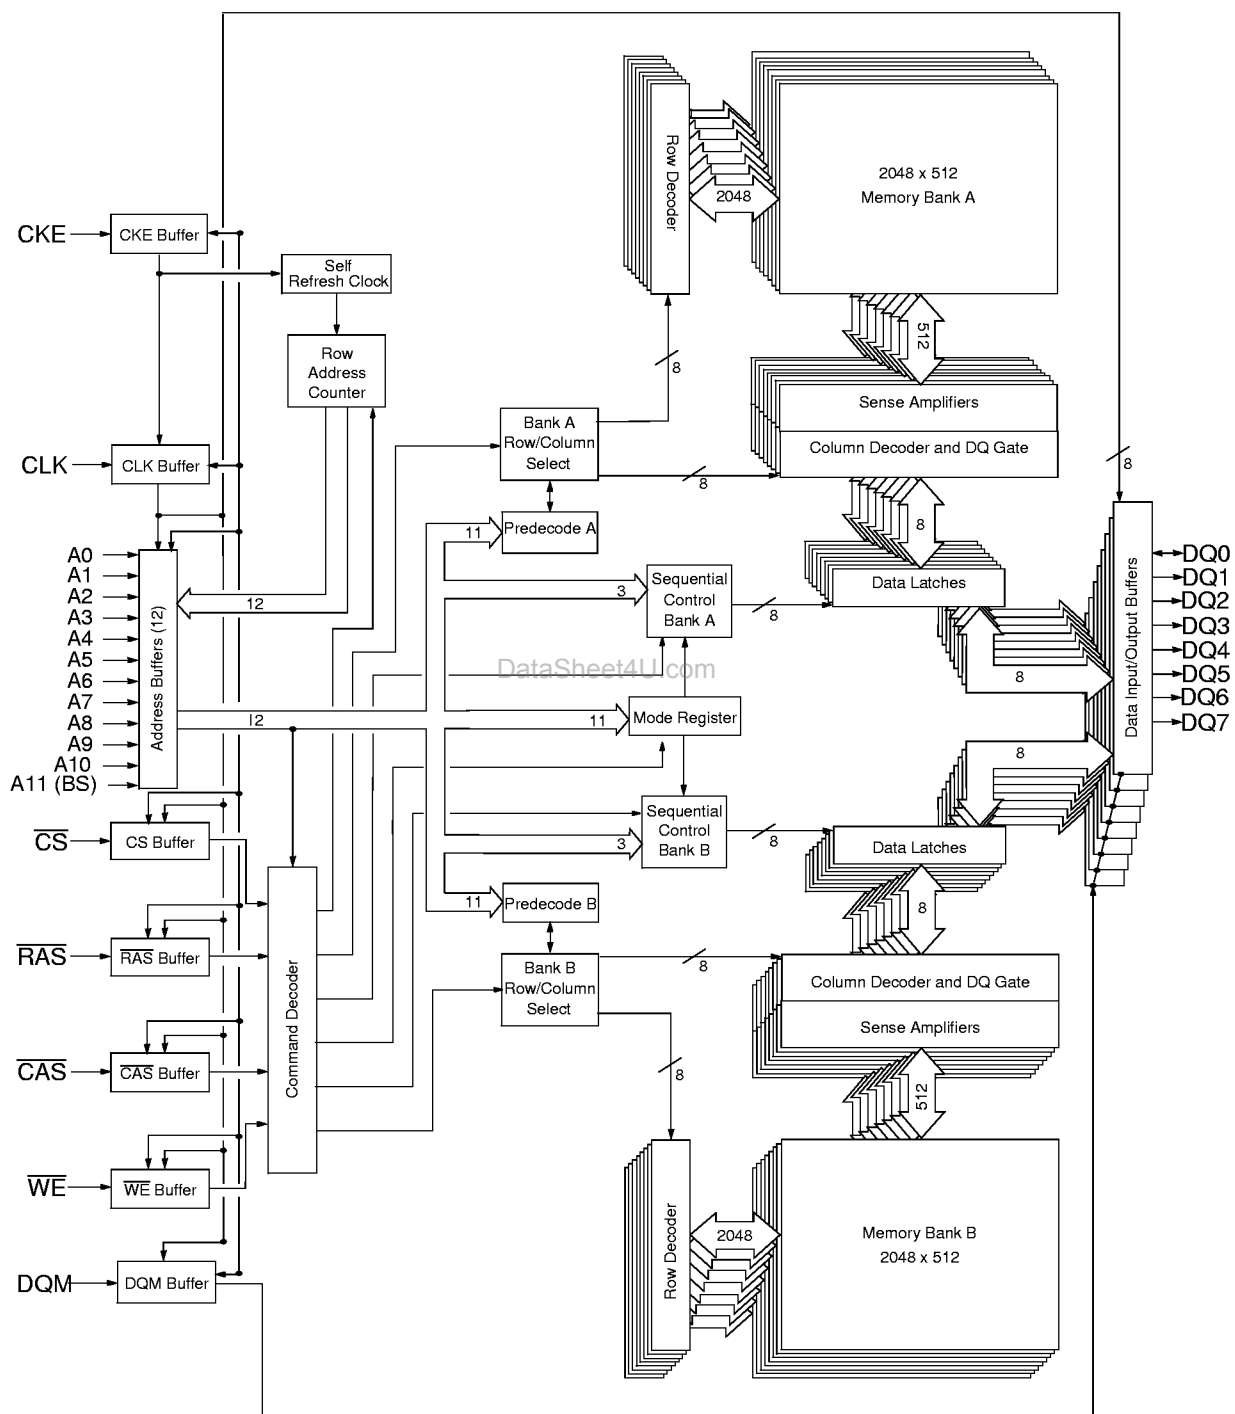 2048 x 512
Memory Bank A
Row Decoder
2048
CKE
CKE Buffer
Self
Refresh Clock
512
Row
Address
Counter
8
Sense Amplifiers
Bank A
Row/Column
Select
Column Decoder and DQ Gate
CLK
CLK Buffer
8
8
8
Predecode A
11
A0
A1
A2
A3
A4
A5
A6
A7
A8
A9
A10
A11 (BS)
Address Buffers (12)
12
3
Sequential
Control
Bank A
8
Data Latches
Data Input/Output Buffers
DQ0
DQ1
DQ2
DQ3
DQ4
DQ5
DQ6
DQ7
DataSheet4U.com
8
I2
11
Mode Register
8
CS
CS Buffer
Sequential
Control
Bank B
3
8
Data Latches
11
Predecode B
8
RAS
RAS Buffer
Bank B
Row/Column
Select
8
Column Decoder and DQ Gate
Sense Amplifiers
Command Decoder
CAS
CAS Buffer
8
512
WE
WE Buffer
Row Decoder
2048
Memory Bank B
2048 x 512
DQM
DQM Buffer